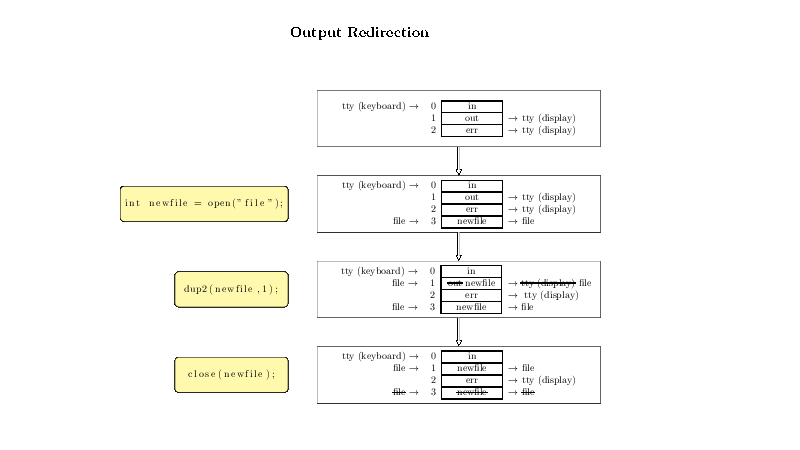 Output Redirection
tty (keyboard) → 0 in
1 out → tty (display)
2 err → tty (display)
int newfile = open("file");
tty (keyboard) → 0 in
1 out → tty (display)
2 err → tty (display)
file → 3 newfile → file
dup2(newfile,1);
tty (keyboard) → 0 in
file → 1 out newfile → tty (display) file
2 err → tty (display)
file → 3 newfile → file
close(newfile);
tty (keyboard) → 0 in
file → 1 newfile → file
2 err → tty (display)
file → 3 newfile → file